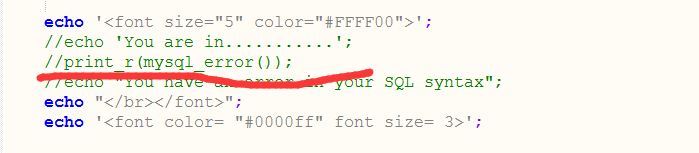 echo '<font size="5" color="#FFFF00">';
//echo 'You are in...........';
//print_r(mysql_error());
//echo "You have an error in your SQL syntax";
echo "</br></font>";
echo '<font color= "#0000ff" font size= 3>';